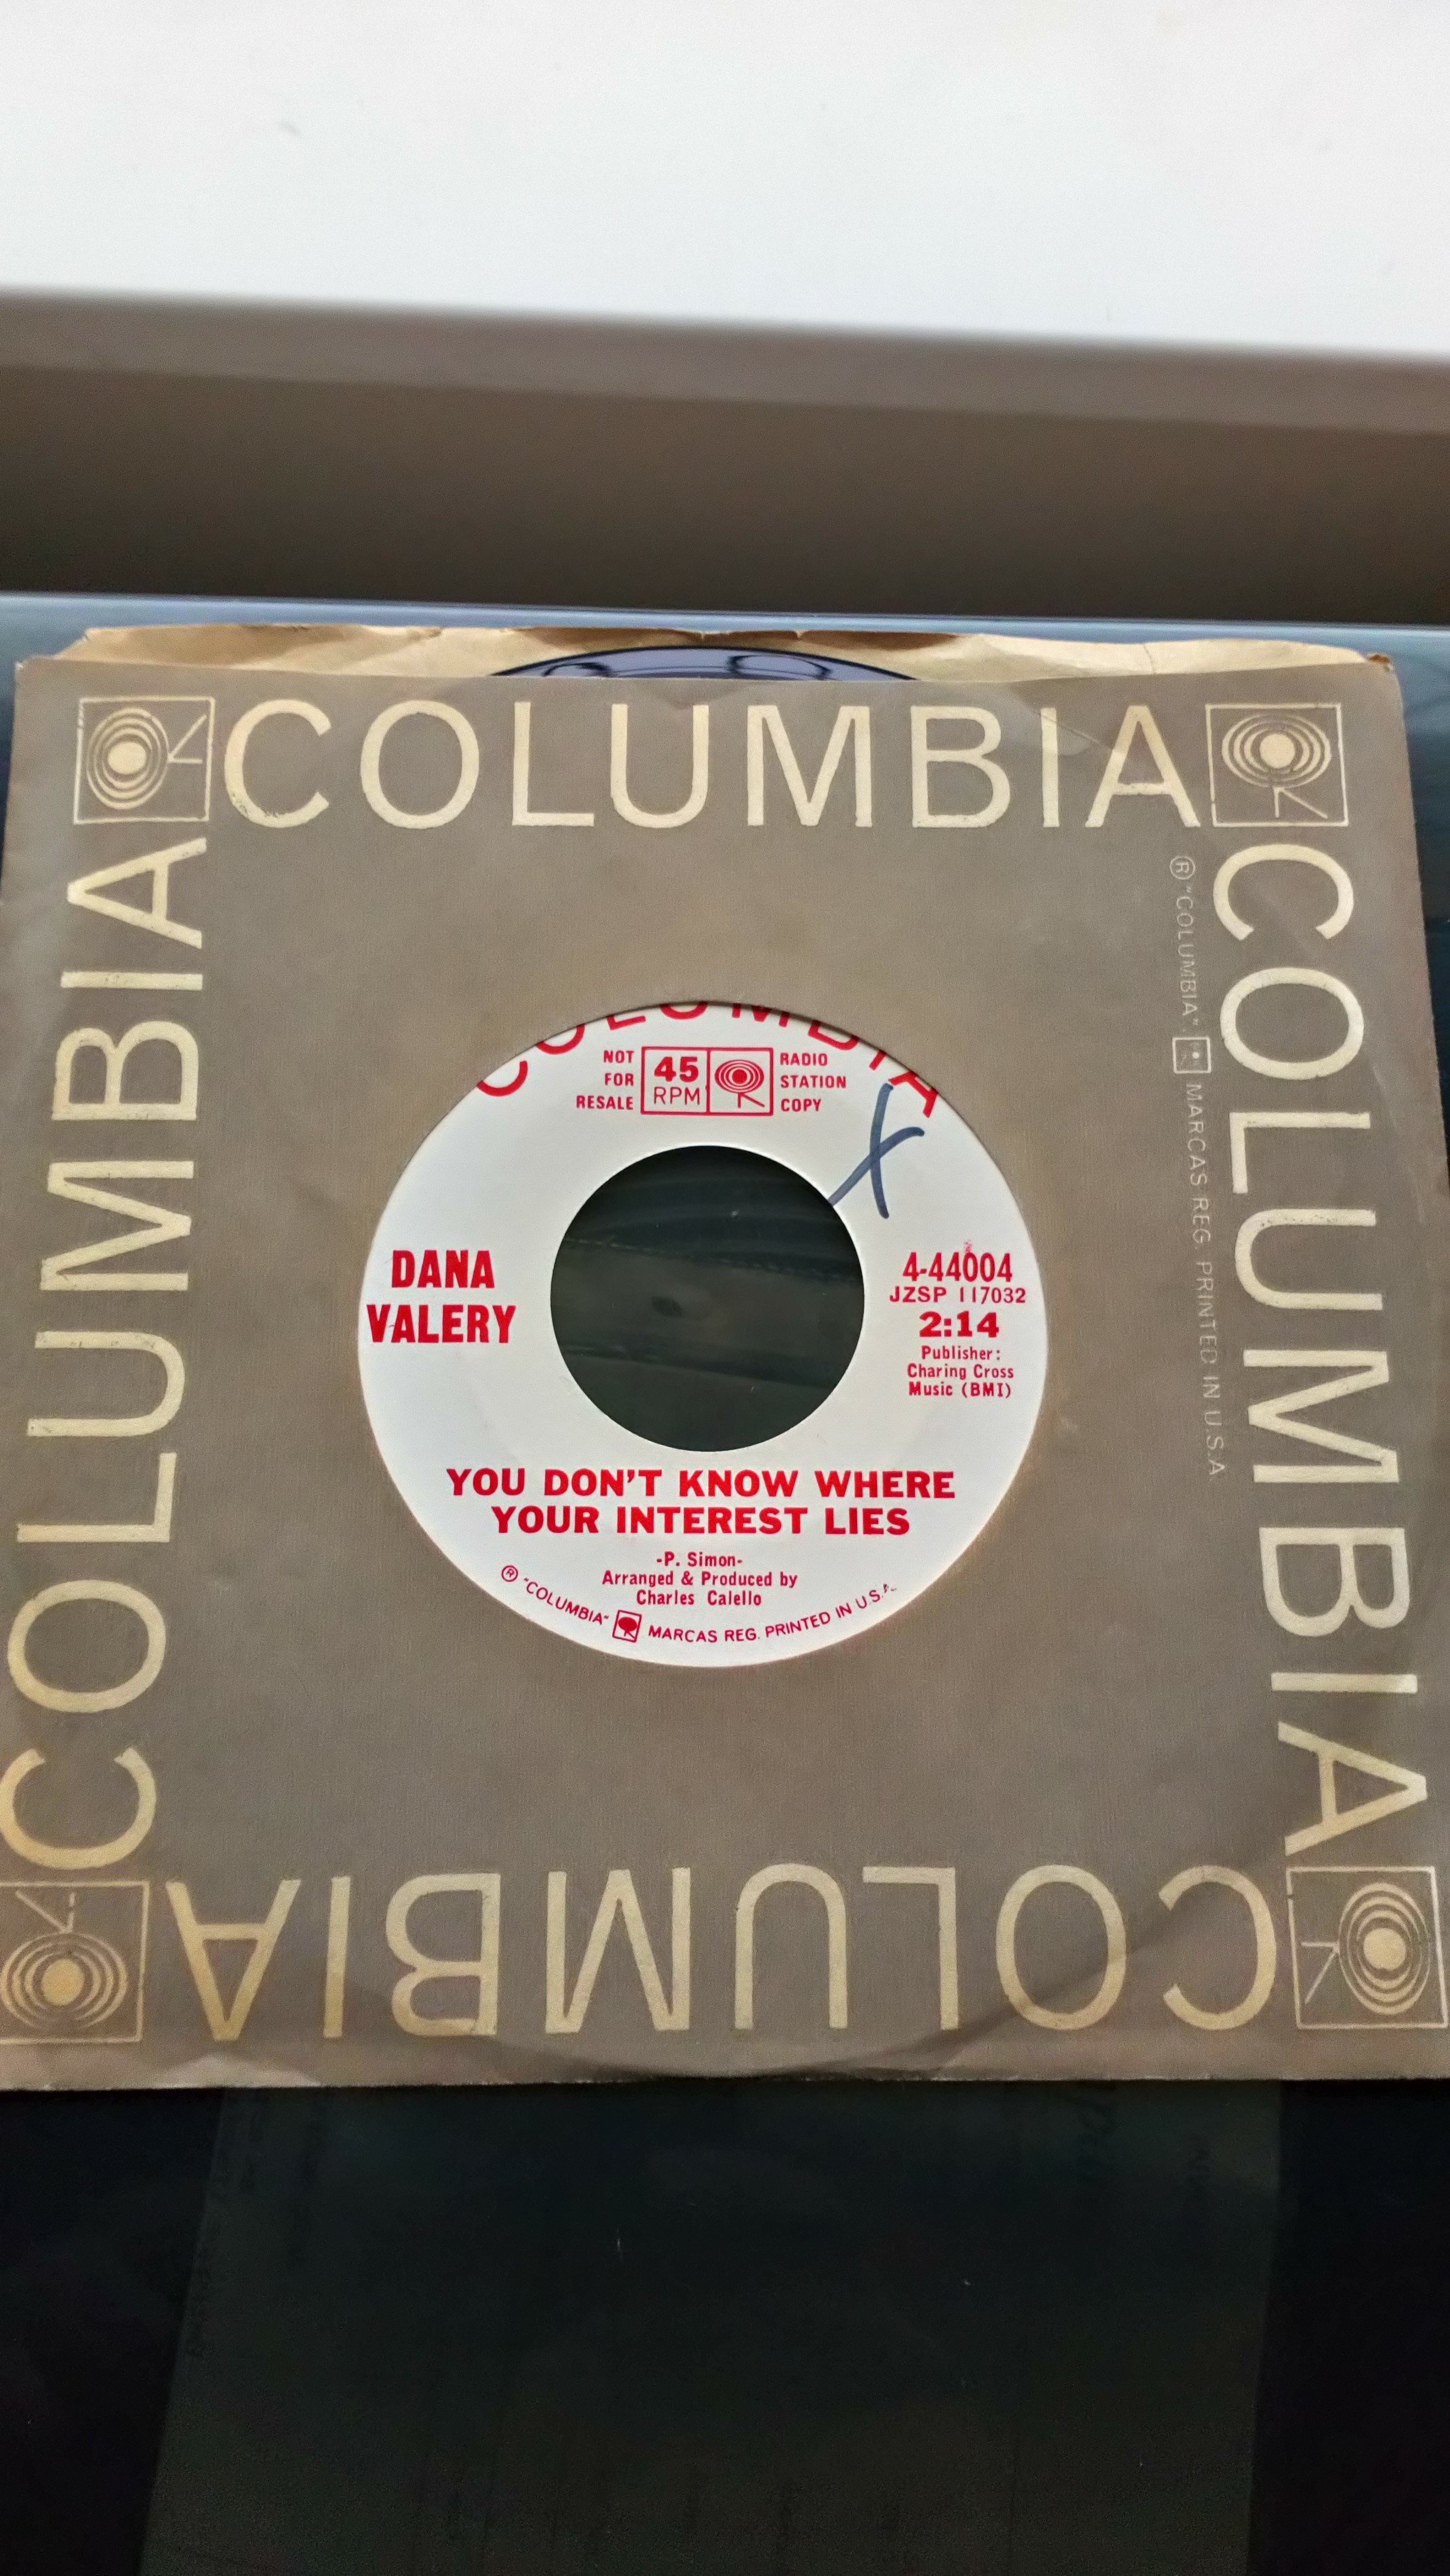 COLUMBIA
COLUMBIA
COLUMBIA
COLUMBIA
® "COLUMBIA", MARCAS REG. PRINTED IN U.S.A
COLUMBIA
NOT
FOR
RESALE
45
RPM
RADIO
STATION
COPY
X
DANA
VALERY
4-44004
JZSP 117032
2:14
Publisher:
Charing Cross
Music (BMI)
YOU DON'T KNOW WHERE
YOUR INTEREST LIES
-P. Simon-
Arranged & Produced by
Charles Calello
® "COLUMBIA" MARCAS REG. PRINTED IN U.S.A.